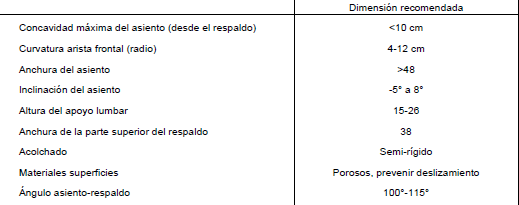 Dimensión recomendada
Concavidad máxima del asiento (desde el respaldo) <10 cm
Curvatura arista frontal (radio) 4-12 cm
Anchura del asiento >48
Inclinación del asiento -5° a 8°
Altura del apoyo lumbar 15-26
Anchura de la parte superior del respaldo 38
Acolchado Semi-rígido
Materiales superficies Porosos, prevenir deslizamiento
Ángulo asiento-respaldo 100°-115°